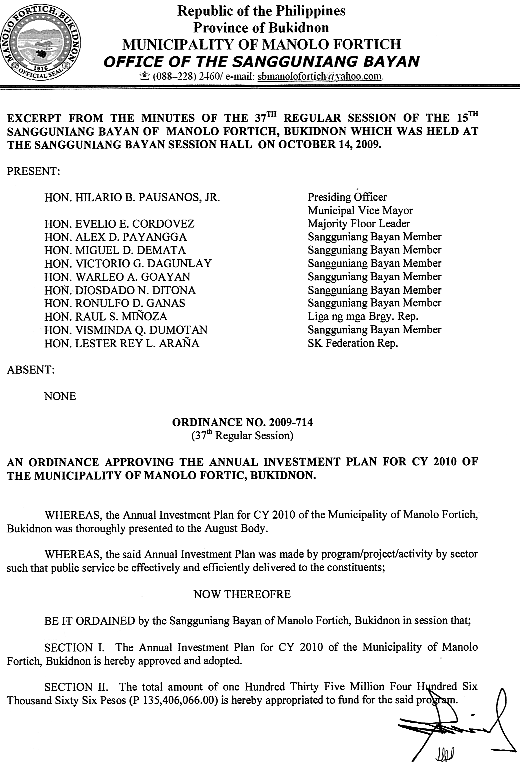 Republic of the Philippines
Province of Bukidnon
MUNICIPALITY OF MANOLO FORTICH
OFFICE OF THE SANGGUNIANG BAYAN
☏ (088–228) 2460/ e-mail: sbmanolofortich@yahoo.com
MANOLO FORTICH, BUKIDNON
OFFICIAL SEAL
EXCERPT FROM THE MINUTES OF THE 37TH REGULAR SESSION OF THE 15TH
SANGGUNIANG BAYAN OF MANOLO FORTICH, BUKIDNON WHICH WAS HELD AT
THE SANGGUNIANG BAYAN SESSION HALL ON OCTOBER 14, 2009.
PRESENT:
HON. HILARIO B. PAUSANOS, JR. Presiding Officer
Municipal Vice Mayor
HON. EVELIO E. CORDOVEZ Majority Floor Leader
HON. ALEX D. PAYANGGA Sangguniang Bayan Member
HON. MIGUEL D. DEMATA Sangguniang Bayan Member
HON. VICTORIO G. DAGUNLAY Sangguniang Bayan Member
HON. WARLEO A. GOAYAN Sangguniang Bayan Member
HON. DIOSDADO N. DITONA Sangguniang Bayan Member
HON. RONULFO D. GANAS Sangguniang Bayan Member
HON. RAUL S. MIÑOZA Liga ng mga Brgy. Rep.
HON. VISMINDA Q. DUMOTAN Sangguniang Bayan Member
HON. LESTER REY L. ARAÑA SK Federation Rep.
ABSENT:
NONE
ORDINANCE NO. 2009-714
(37th Regular Session)
AN ORDINANCE APPROVING THE ANNUAL INVESTMENT PLAN FOR CY 2010 OF
THE MUNICIPALITY OF MANOLO FORTIC, BUKIDNON.
WHEREAS, the Annual Investment Plan for CY 2010 of the Municipality of Manolo Fortich,
Bukidnon was thoroughly presented to the August Body.
WHEREAS, the said Annual Investment Plan was made by program/project/activity by sector
such that public service be effectively and efficiently delivered to the constituents;
NOW THEREFORE
BE IT ORDAINED by the Sangguniang Bayan of Manolo Fortich, Bukidnon in session that;
SECTION I. The Annual Investment Plan for CY 2010 of the Municipality of Manolo
Fortich, Bukidnon is hereby approved and adopted.
SECTION II. The total amount of one Hundred Thirty Five Million Four Hundred Six
Thousand Sixty Six Pesos (P 135,406,066.00) is hereby appropriated to fund for the said program.